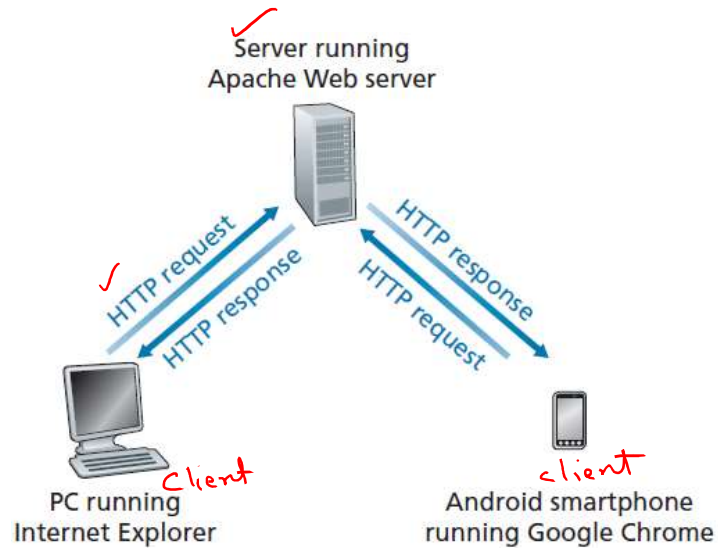 Server running
Apache Web server
HTTP request
HTTP response
HTTP response
HTTP request
Client
client
PC running
Internet Explorer
Android smartphone
running Google Chrome